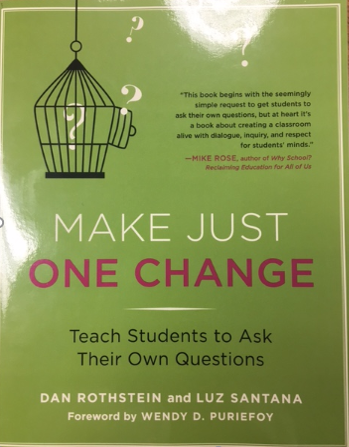 ?
?
?
?
"This book begins with the seemingly
simple request to get students to
ask their own questions, but at heart it's
a book about creating a classroom
alive with dialogue, inquiry, and respect
for students' minds."
—MIKE ROSE, author of Why School?
Reclaiming Education for All of Us
MAKE JUST
ONE CHANGE
Teach Students to Ask
Their Own Questions
DAN ROTHSTEIN and LUZ SANTANA
Foreword by WENDY D. PURIEFOY